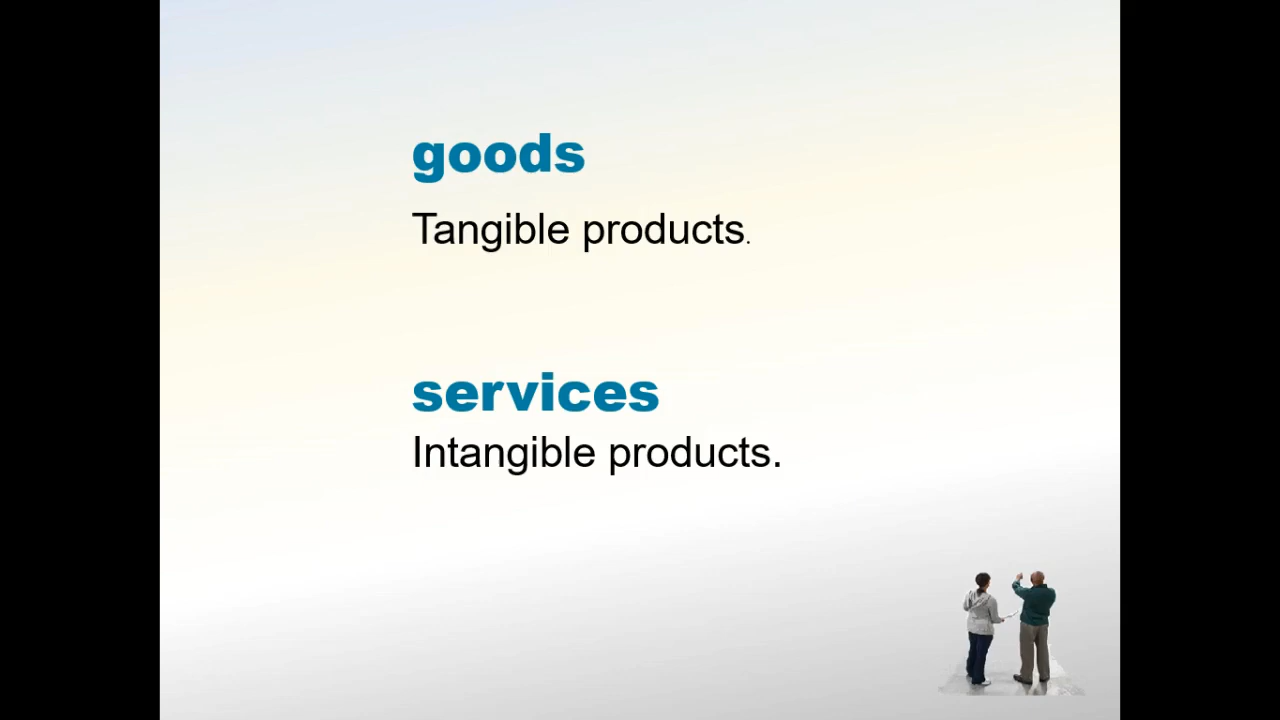 goods
Tangible products.
services
Intangible products.